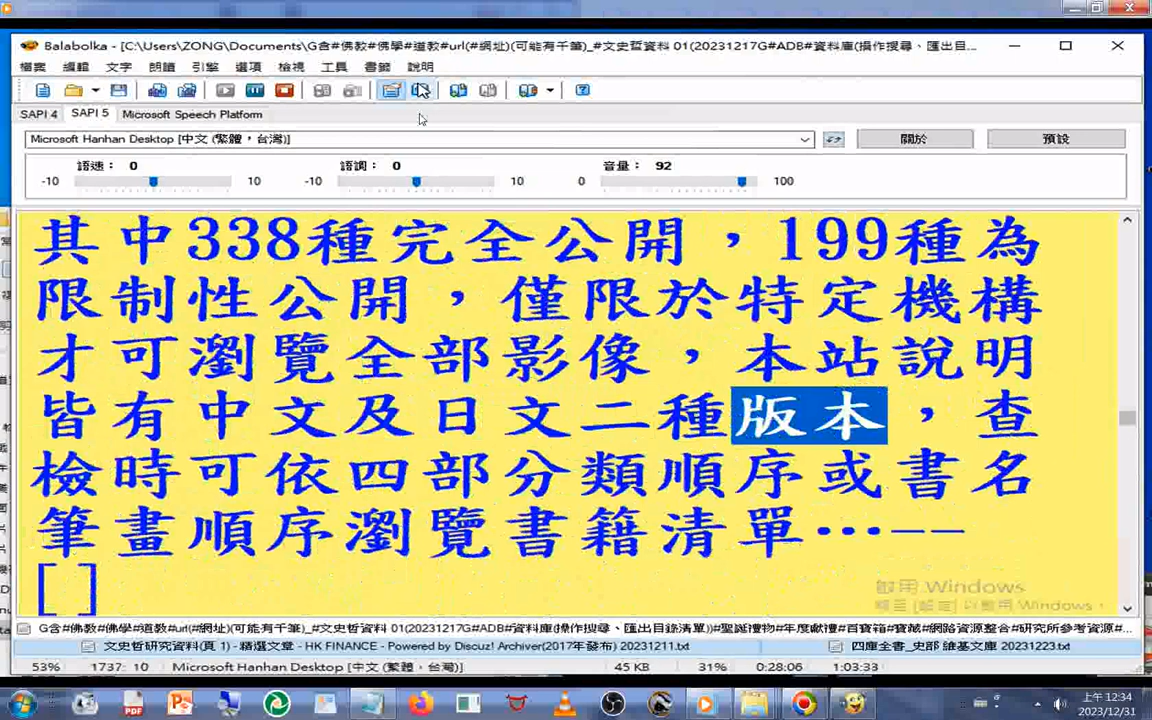 Balabolka - [C:\Users\ZONG\Documents\G含#佛教#佛學#道教#url(#網址)(可能有千筆)_#文史哲資料 01(20231217G#ADB#資料庫(操作搜尋、匯出目...
檔案 編輯 文字 朗讀 引擎 選項 檢視 工具 書籤 說明
SAPI 4 SAPI 5 Microsoft Speech Platform
Microsoft Hanhan Desktop [中文 (繁體，台灣)] 關於 預設
語速： 0 語調： 0 音量： 92
-10 10 -10 10 0 100
其中338種完全公開，199種為
限制性公開，僅限於特定機構
才可瀏覽全部影像，本站說明
皆有中文及日文二種版本，查
檢時可依四部分類順序或書名
筆畫順序瀏覽書籍清單…--
[]
啟用 Windows
G含#佛教#佛學#道教#url(#網址)(可能有千筆)_#文史哲資料 01(20231217G#ADB#資料庫(操作搜尋、匯出目錄清單))#聖誕禮物#年度獻禮#百寶箱#寶藏#網路資源整合#研究所參考資源#...
文史哲研究資料(頁 1) - 精選文章 - HK FINANCE - Powered by Discuz! Archiver(2017年發布) 20231211.txt 四庫全書_史部 維基文庫 20231223.txt
53% 1737: 10 Microsoft Hanhan Desktop [中文 (繁體，台灣)] 45 KB 31% 0:28:06 1:03:33
上午 12:34
2023/12/31